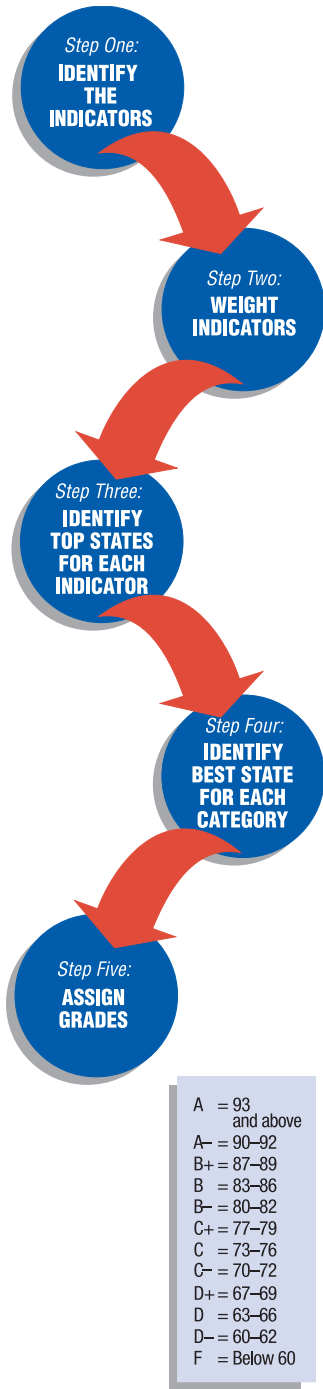 Step One:
IDENTIFY
THE
INDICATORS
Step Two:
WEIGHT
INDICATORS
Step Three:
IDENTIFY
TOP STATES
FOR EACH
INDICATOR
Step Four:
IDENTIFY
BEST STATE
FOR EACH
CATEGORY
Step Five:
ASSIGN
GRADES
A = 93
and above
A– = 90–92
B+ = 87–89
B = 83–86
B– = 80–82
C+ = 77–79
C = 73–76
C– = 70–72
D+ = 67–69
D = 63–66
D– = 60–62
F = Below 60